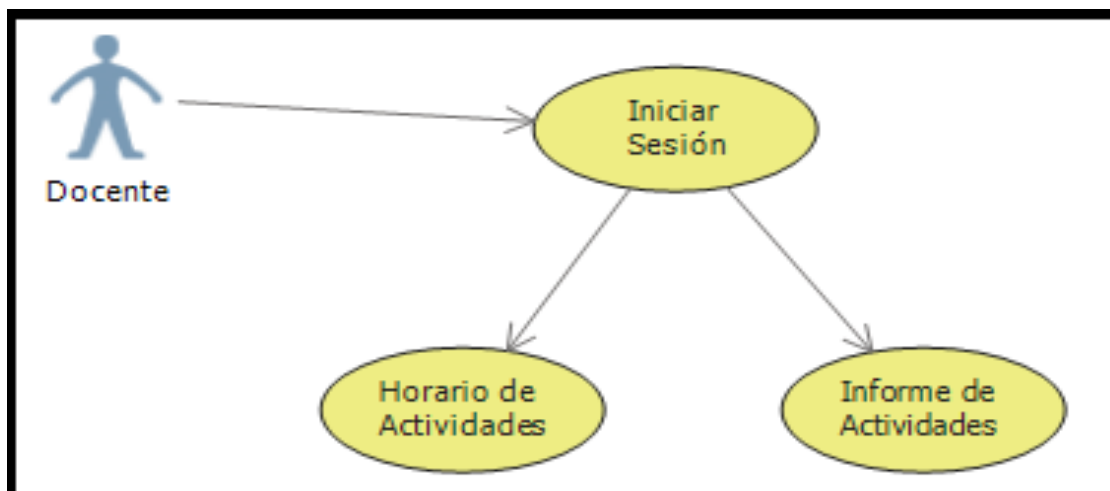 Iniciar
Sesión
Docente
Horario de
Actividades
Informe de
Actividades